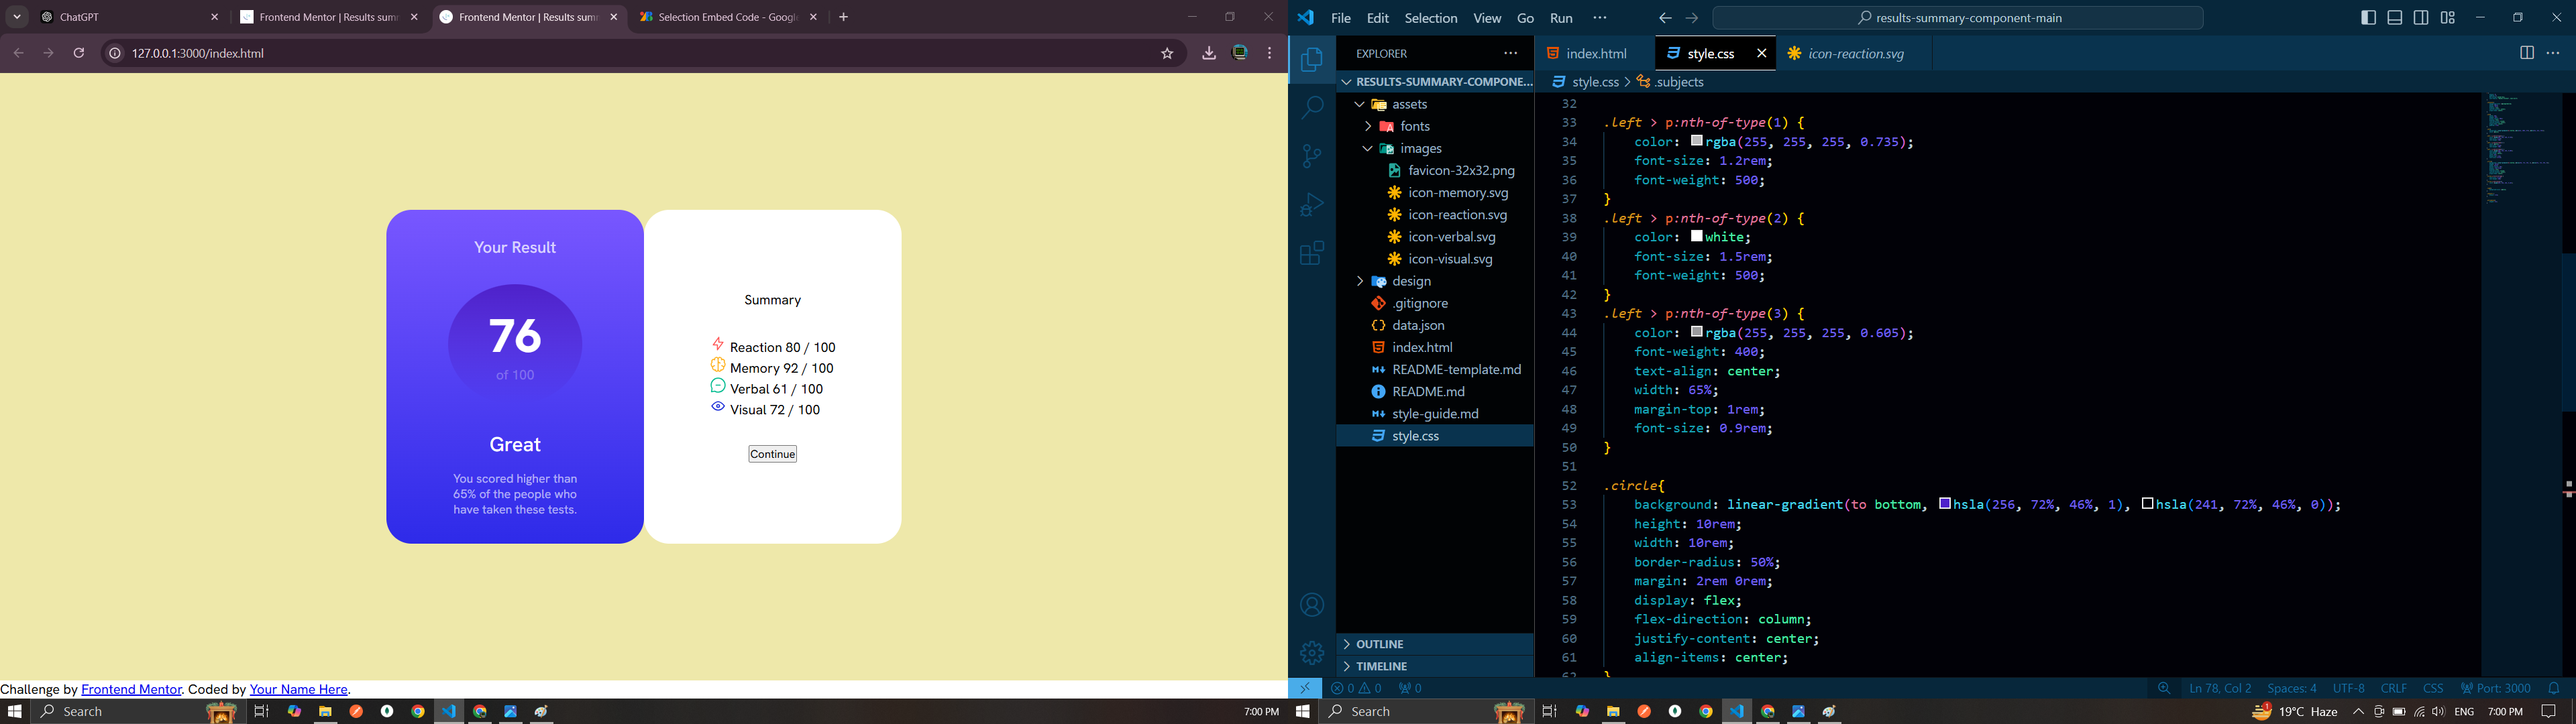 ChatGPT
Frontend Mentor | Results sum
Frontend Mentor | Results sum
Selection Embed Code - Google
127.0.0.1:3000/index.html
Your Result
76
of 100
Great
You scored higher than
65% of the people who
have taken these tests.
Summary
Reaction 80 / 100
Memory 92 / 100
Verbal 61 / 100
Visual 72 / 100
Continue
Challenge by Frontend Mentor. Coded by Your Name Here.
Search
7:00 PM
File Edit Selection View Go Run ···
results-summary-component-main
EXPLORER ···
RESULTS-SUMMARY-COMPONE...
assets
fonts
images
favicon-32x32.png
icon-memory.svg
icon-reaction.svg
icon-verbal.svg
icon-visual.svg
design
.gitignore
data.json
index.html
README-template.md
README.md
style-guide.md
style.css
OUTLINE
TIMELINE
index.html
style.css
icon-reaction.svg
style.css > .subjects
32
33 .left > p:nth-of-type(1) {
34 color: rgba(255, 255, 255, 0.735);
35 font-size: 1.2rem;
36 font-weight: 500;
37 }
38 .left > p:nth-of-type(2) {
39 color: white;
40 font-size: 1.5rem;
41 font-weight: 500;
42 }
43 .left > p:nth-of-type(3) {
44 color: rgba(255, 255, 255, 0.605);
45 font-weight: 400;
46 text-align: center;
47 width: 65%;
48 margin-top: 1rem;
49 font-size: 0.9rem;
50 }
51
52 .circle{
53 background: linear-gradient(to bottom, hsla(256, 72%, 46%, 1), hsla(241, 72%, 46%, 0));
54 height: 10rem;
55 width: 10rem;
56 border-radius: 50%;
57 margin: 2rem 0rem;
58 display: flex;
59 flex-direction: column;
60 justify-content: center;
61 align-items: center;
62 }
0 0 0
Ln 78, Col 2 Spaces: 4 UTF-8 CRLF CSS Port: 3000
Search
1
19°C Haze
ENG
7:00 PM